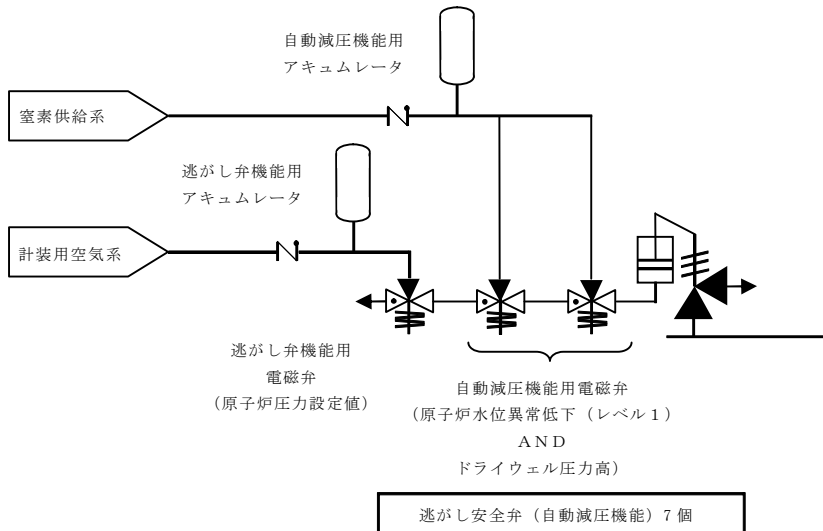 自動減圧機能用
アキュムレータ
窒素供給系
逃がし弁機能用
アキュムレータ
計装用空気系
逃がし弁機能用
電磁弁
（原子炉圧力設定値）
自動減圧機能用電磁弁
（原子炉水位異常低下（レベル１）
ＡＮＤ
ドライウェル圧力高）
逃がし安全弁（自動減圧機能）７個